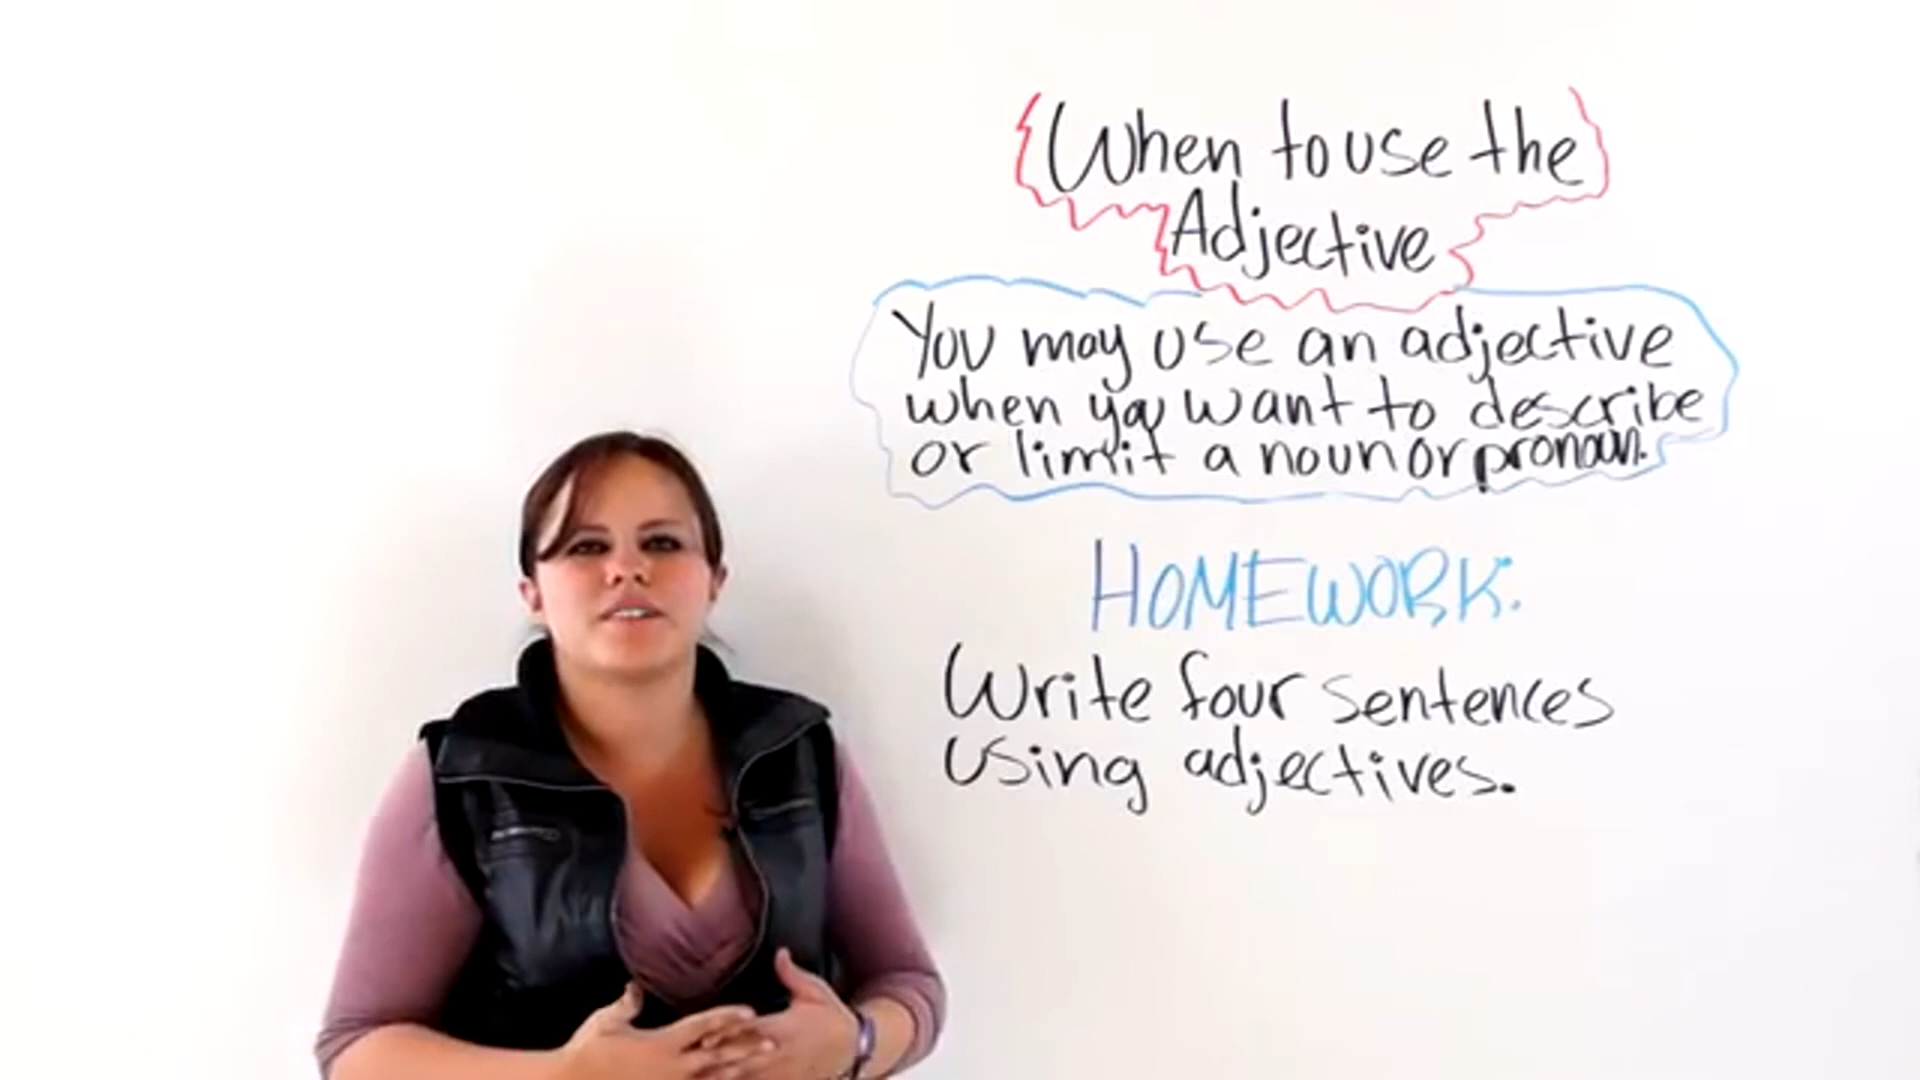 When to use the
Adjective
You may use an adjective
when you want to describe
or limit a noun or pronoun.
HOMEWORK:
Write four sentences
using adjectives.